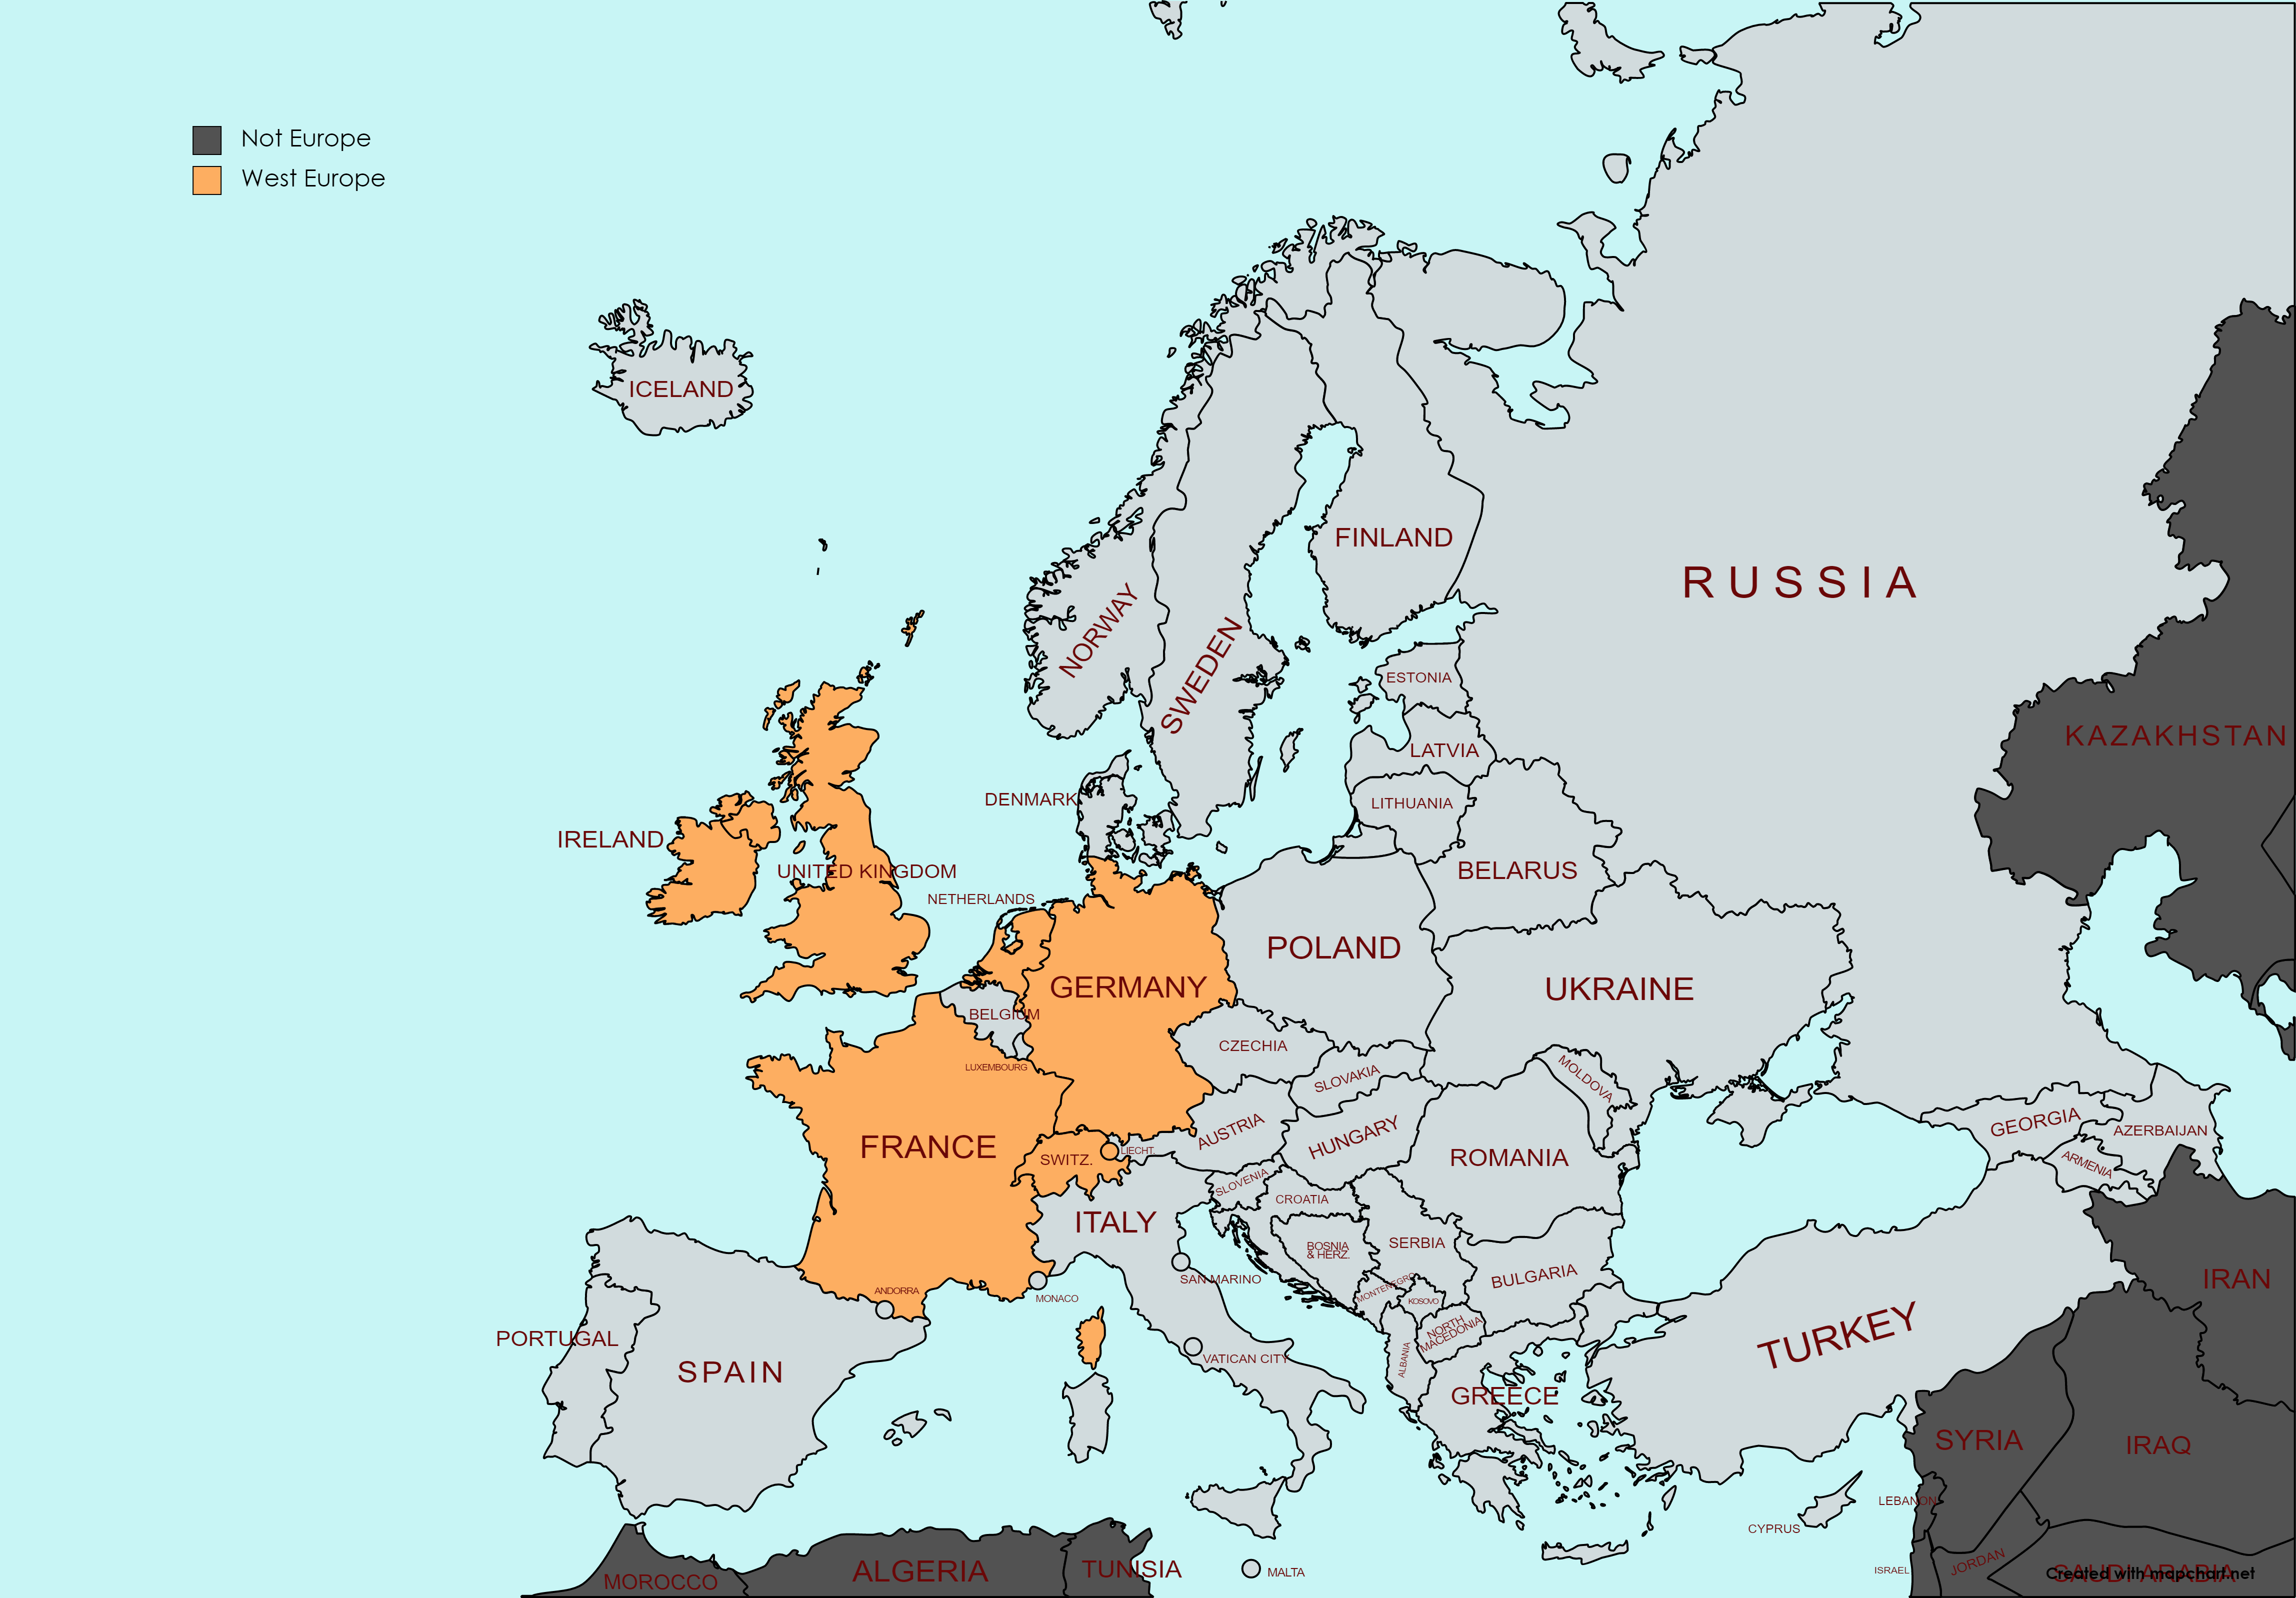 Not Europe
West Europe
ICELAND
FINLAND
RUSSIA
NORWAY
SWEDEN
ESTONIA
KAZAKHSTAN
LATVIA
DENMARK
LITHUANIA
IRELAND
UNITED KINGDOM
BELARUS
NETHERLANDS
POLAND
GERMANY
UKRAINE
BELGIUM
CZECHIA
LUXEMBOURG
SLOVAKIA
MOLDOVA
FRANCE
AUSTRIA
HUNGARY
GEORGIA
AZERBAIJAN
LIECHT.
SWITZ.
ROMANIA
ARMENIA
SLOVENIA
CROATIA
ITALY
BOSNIA
& HERZ.
SERBIA
SAN MARINO
BULGARIA
IRAN
ANDORRA
MONACO
MONTENEGRO
KOSOVO
PORTUGAL
NORTH
MACEDONIA
TURKEY
VATICAN CITY
ALBANIA
SPAIN
GREECE
SYRIA
IRAQ
LEBANON
CYPRUS
MOROCCO
ALGERIA
TUNISIA
MALTA
ISRAEL
JORDAN
SAUDI ARABIA
Created with mapchart.net